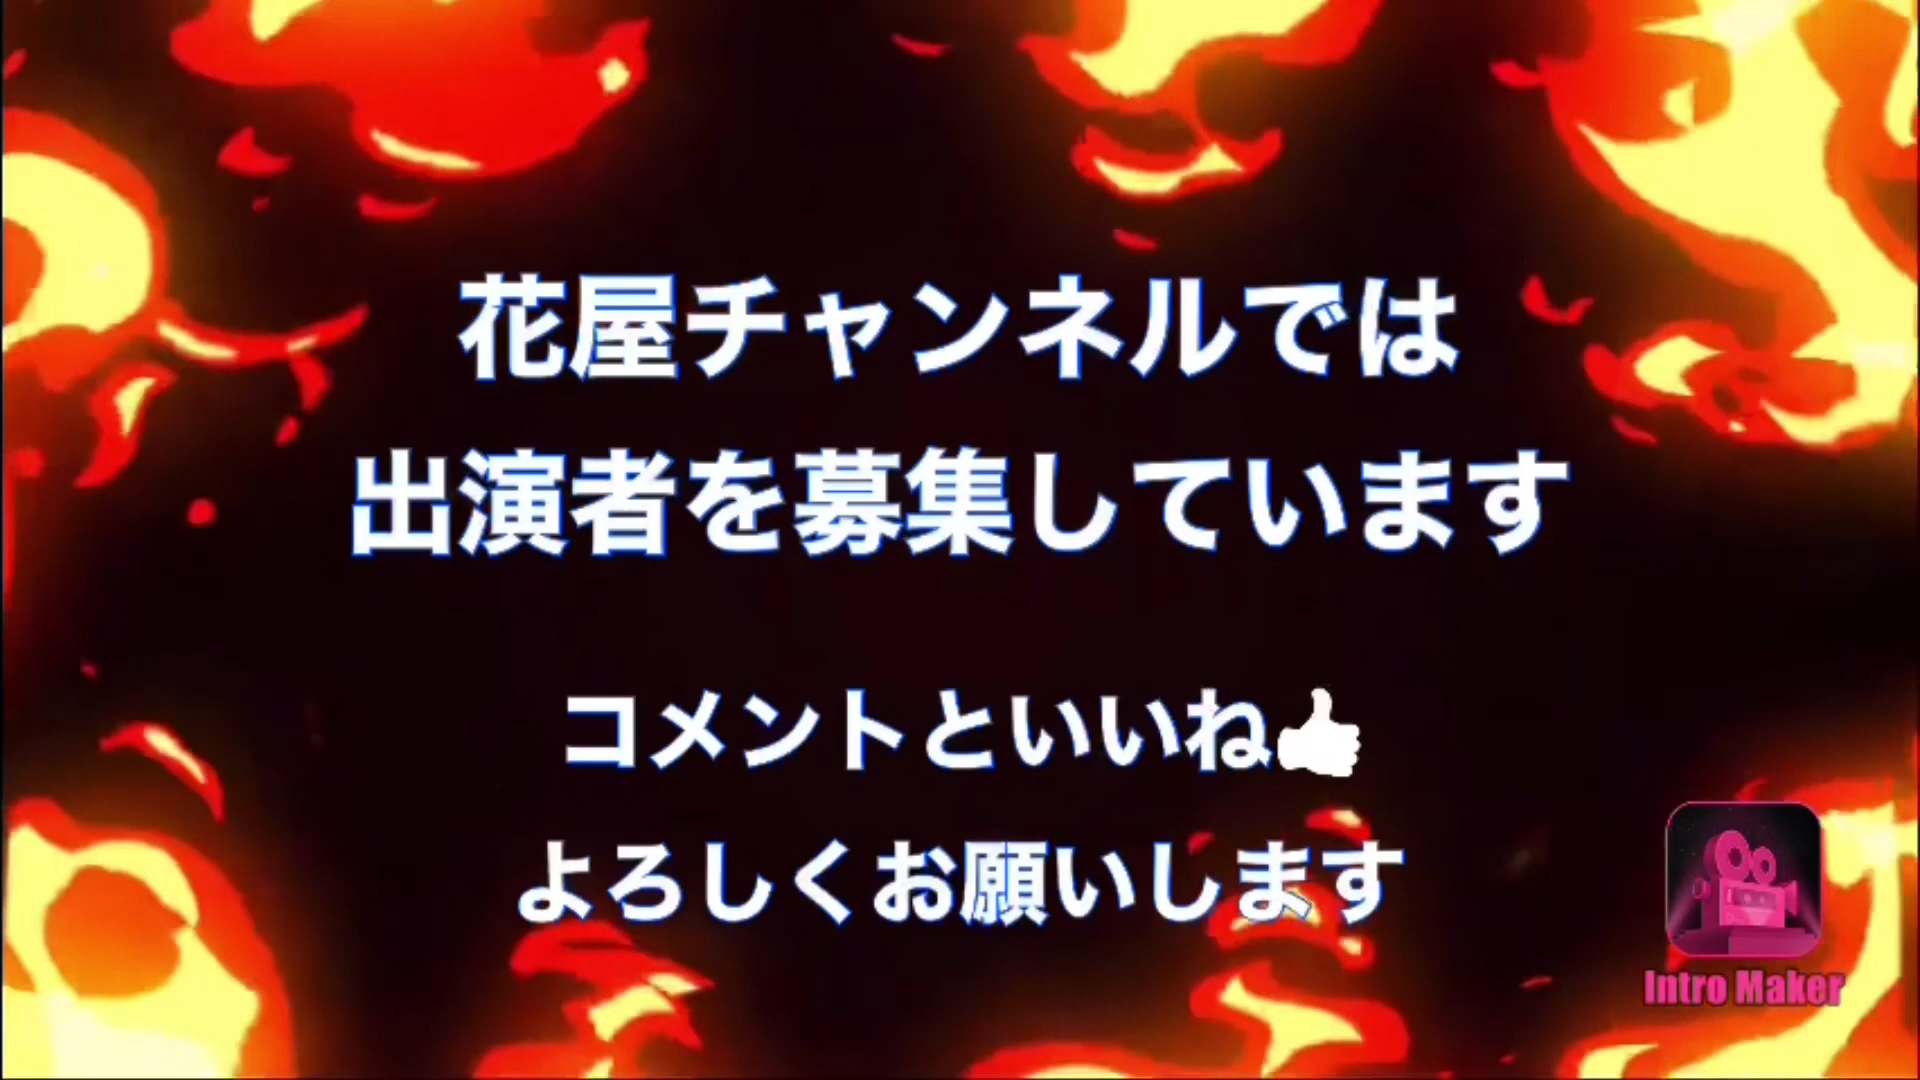 花屋チャンネルでは
出演者を募集しています
コメントといいね👍
よろしくお願いします
Intro Maker